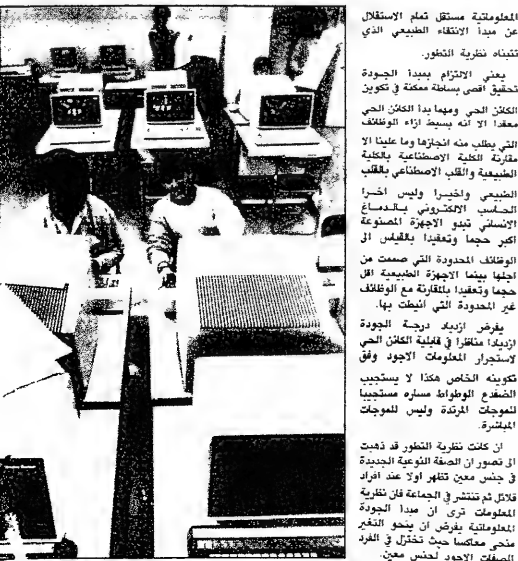 المعلوماتية مستقل تمام الاستقلال
عن مبدأ الانتقاء الطبيعي الذي
تتبناه نظرية التطور.
يعني الالتزام بمبدأ الجودة
تحقيق اقصى بساطة ممكنة في تكوين
الكائن الحي ومهما بدأ الكائن الحي
معقدا الا انه بسيط ازاء الوظائف
التي يطلب منه انجازها وما علينا الا
مقارنة الكلية الاصطناعية بالكلية
الطبيعية والقلب الاصطناعي بالقلب
الطبيعي واخيرا وليس اخرا
الحاسب الالكتروني بالدماغ
الانساني تبدو الاجهزة المصنوعة
اكبر حجما وتعقيدا بالقياس الى
الوظائف المحدودة التي صممت من
اجلها بينما الاجهزة الطبيعية اقل
حجما وتعقيدا بالمقارنة مع الوظائف
غير المحدودة التي انيطت بها.
يفرض ازدياد درجة الجودة
ازديادا مناظرا في قابلية الكائن الحي
لاستجرار المعلومات الاجود وفق
تكوينه الخاص هكذا لا يستجيب
الضفدع الوطواط مساره مستجيبا
للموجات المرتدة وليس للموجات
المباشرة.
ان كانت نظرية التطور قد ذهبت
الى تصور ان الصفة النوعية الجديدة
في جنس معين تظهر اولا عند افراد
قلائل ثم تنتشر في الجماعة فان نظرية
المعلومات ترى ان مبدأ الجودة
المعلوماتية يفرض ان ينحو التغير
منحى معاكسا حيث تختزل في الفرد
الصفات الاجود لجنس معين.